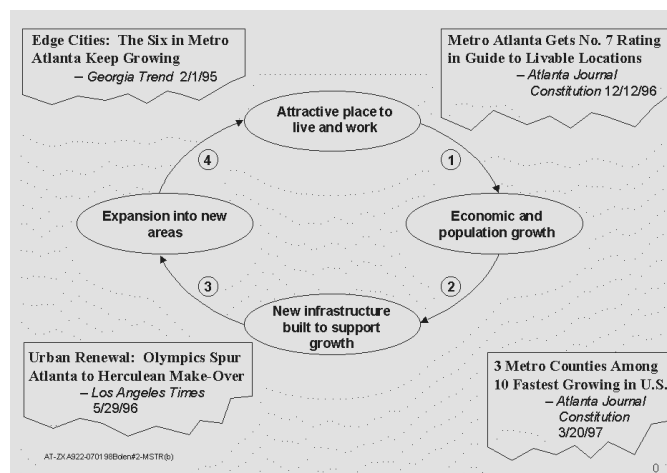 Edge Cities: The Six in Metro
Atlanta Keep Growing
– Georgia Trend 2/1/95
Metro Atlanta Gets No. 7 Rating
in Guide to Livable Locations
– Atlanta Journal
Constitution 12/12/96
Attractive place to
live and work
4
1
Expansion into new
areas
Economic and
population growth
3
2
New infrastructure
built to support
growth
Urban Renewal: Olympics Spur
Atlanta to Herculean Make-Over
– Los Angeles Times
5/29/96
3 Metro Counties Among
10 Fastest Growing in U.S.
– Atlanta Journal
Constitution
3/20/97
AT-ZXA922-070198Bolen#2-MSTR(b)
0